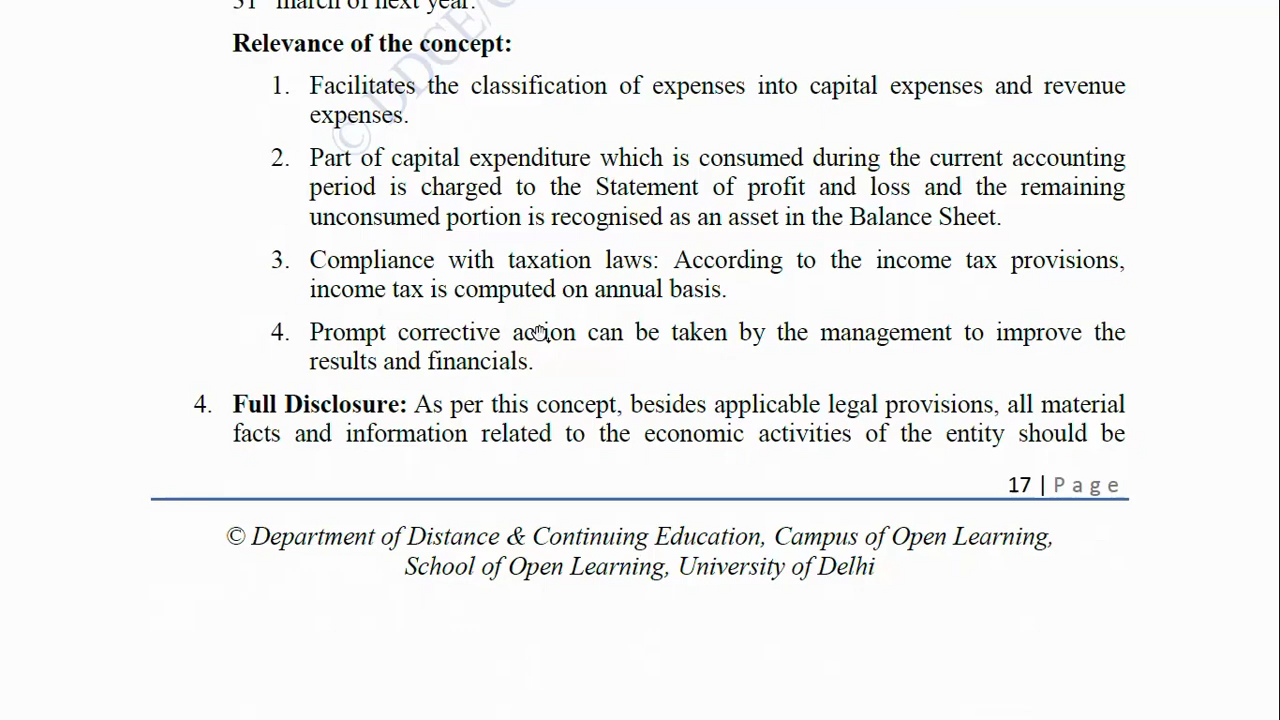 31st march of next year.
Relevance of the concept:
1. Facilitates the classification of expenses into capital expenses and revenue
expenses.
2. Part of capital expenditure which is consumed during the current accounting
period is charged to the Statement of profit and loss and the remaining
unconsumed portion is recognised as an asset in the Balance Sheet.
3. Compliance with taxation laws: According to the income tax provisions,
income tax is computed on annual basis.
4. Prompt corrective action can be taken by the management to improve the
results and financials.
4. Full Disclosure: As per this concept, besides applicable legal provisions, all material
facts and information related to the economic activities of the entity should be
17 | Page
© Department of Distance & Continuing Education, Campus of Open Learning,
School of Open Learning, University of Delhi
© DDCE/